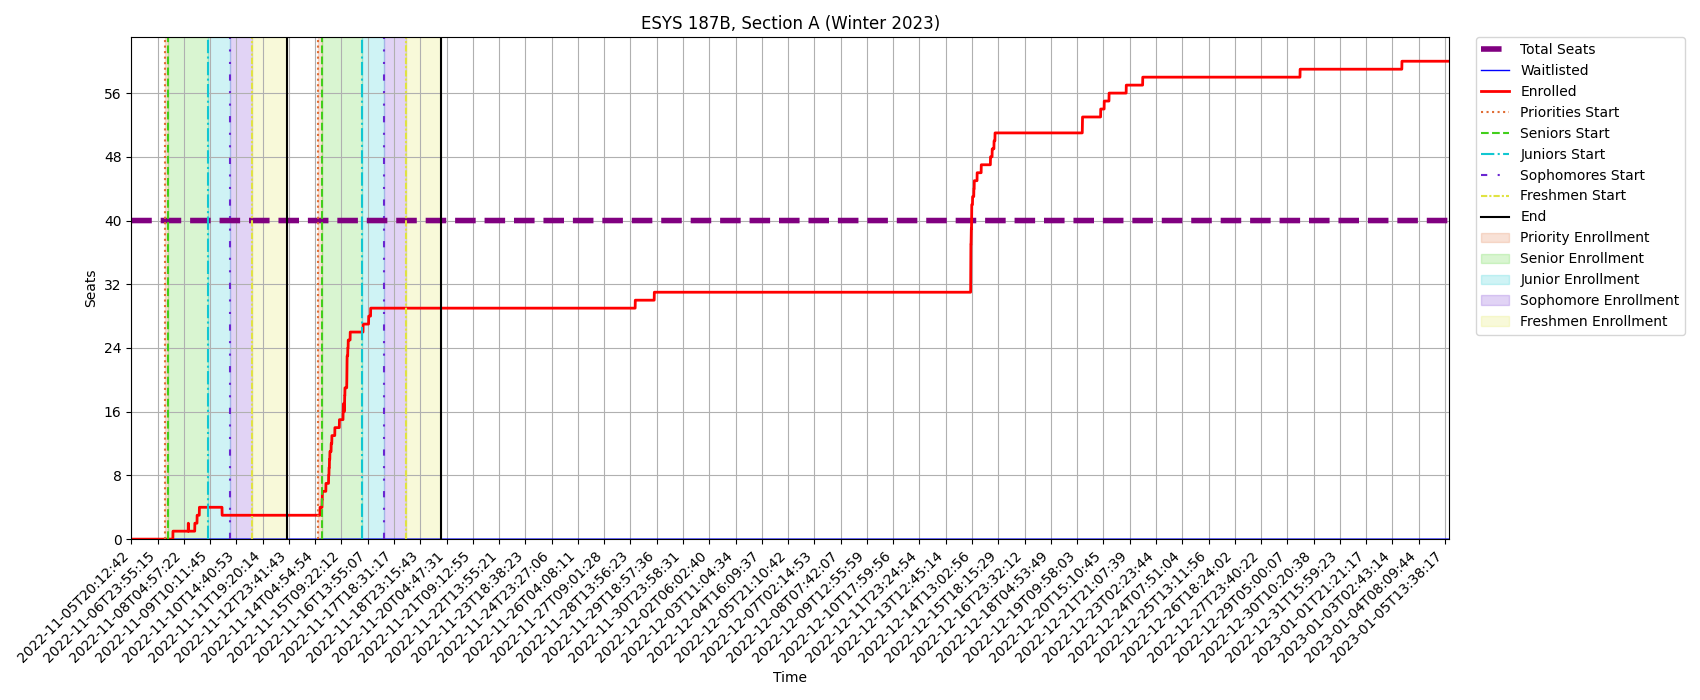 ESYS 187B, Section A (Winter 2023)
Total Seats
Waitlisted
Enrolled
Priorities Start
Seniors Start
Juniors Start
Sophomores Start
Freshmen Start
End
Priority Enrollment
Senior Enrollment
Junior Enrollment
Sophomore Enrollment
Freshmen Enrollment
Seats
56
48
40
32
24
16
8
0
2022-11-05T20:12:42
2022-11-06T23:55:15
2022-11-08T04:57:22
2022-11-09T10:11:45
2022-11-10T14:40:53
2022-11-11T19:20:14
2022-11-12T23:41:43
2022-11-14T04:54:54
2022-11-15T09:22:12
2022-11-16T13:55:07
2022-11-17T18:31:17
2022-11-18T23:15:43
2022-11-20T04:47:31
2022-11-21T09:12:55
2022-11-22T13:55:21
2022-11-23T18:38:23
2022-11-24T23:27:06
2022-11-26T04:08:11
2022-11-27T09:01:28
2022-11-28T13:56:23
2022-11-29T18:57:36
2022-11-30T23:58:31
2022-12-02T06:02:40
2022-12-03T11:04:34
2022-12-04T16:09:37
2022-12-05T21:10:42
2022-12-07T02:14:53
2022-12-08T07:42:07
2022-12-09T12:55:59
2022-12-10T17:59:56
2022-12-11T23:24:54
2022-12-13T12:45:14
2022-12-14T13:02:56
2022-12-15T18:15:29
2022-12-16T23:32:12
2022-12-18T04:53:49
2022-12-19T09:58:03
2022-12-20T15:10:45
2022-12-21T21:07:39
2022-12-23T02:23:44
2022-12-24T07:51:04
2022-12-25T13:11:56
2022-12-26T18:24:02
2022-12-27T23:40:22
2022-12-29T05:00:07
2022-12-30T10:20:38
2022-12-31T15:59:23
2023-01-01T21:21:17
2023-01-03T02:43:14
2023-01-04T08:09:44
2023-01-05T13:38:17
Time